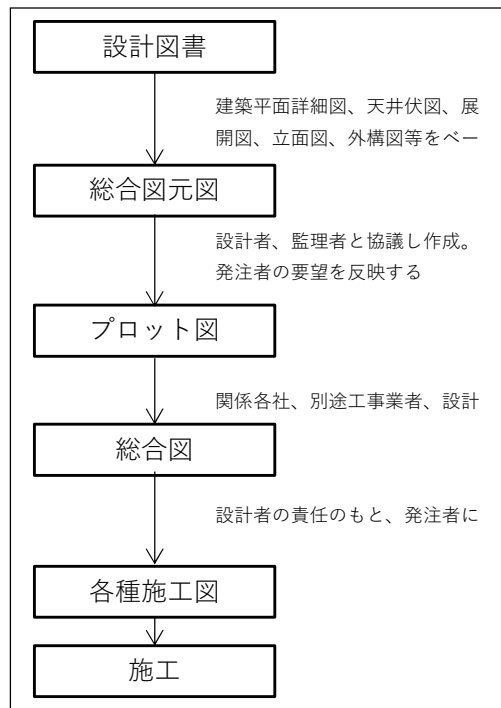 設計図書
建築平面詳細図、天井伏図、展
開図、立面図、外構図等をベー
総合図元図
設計者、監理者と協議し作成。
発注者の要望を反映する
プロット図
関係各社、別途工事業者、設計
総合図
設計者の責任のもと、発注者に
各種施工図
施工